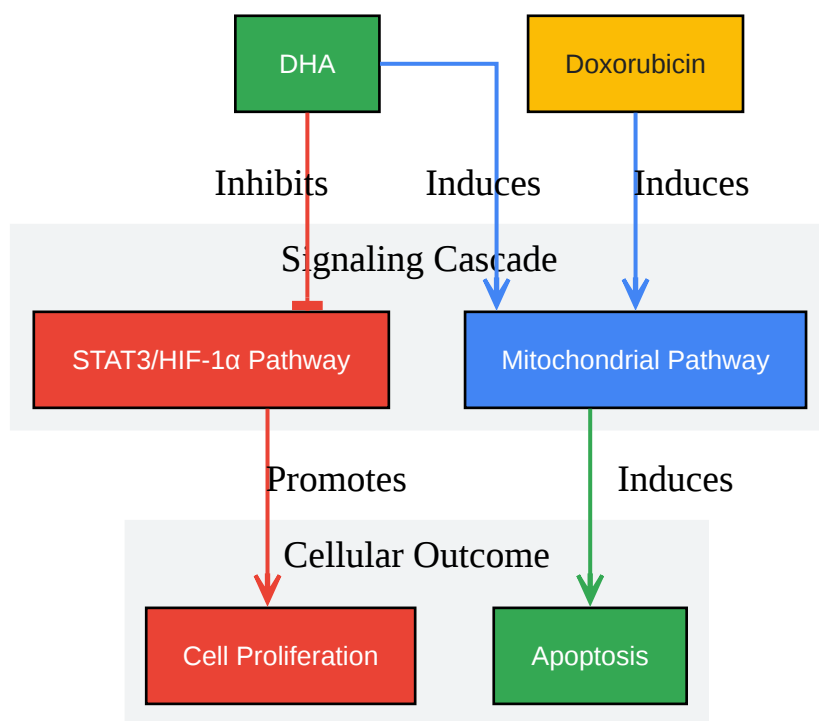 DHA
Doxorubicin
Inhibits
Induces
Induces
Signaling Cascade
STAT3/HIF-1α Pathway
Mitochondrial Pathway
Promotes
Induces
Cellular Outcome
Cell Proliferation
Apoptosis